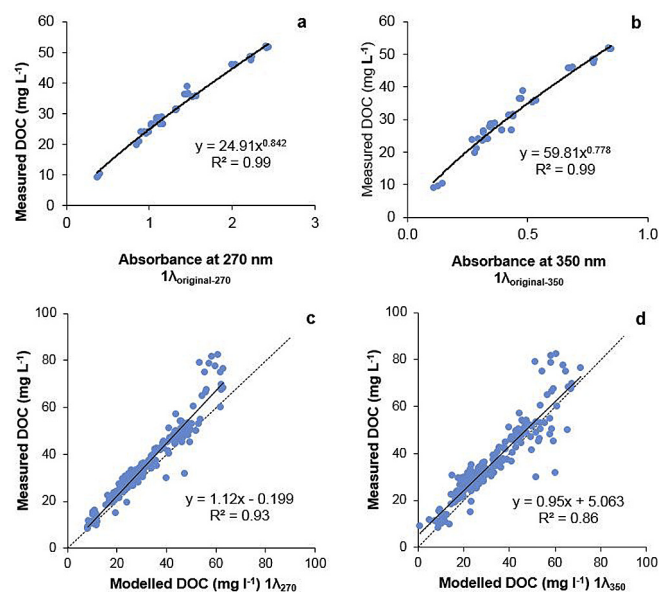 a
Measured DOC (mg L⁻¹)
60
50
40
30
20
10
0
y = 24.91x^0.842
R² = 0.99
0 1 2 3
Absorbance at 270 nm
1λoriginal-270
b
Measured DOC (mg L⁻¹)
60
50
40
30
20
10
0
y = 59.81x^0.778
R² = 0.99
0.0 0.5 1.0
Absorbance at 350 nm
1λoriginal-350
c
Measured DOC (mg L⁻¹)
100
80
60
40
20
0
y = 1.12x - 0.199
R² = 0.93
0 20 40 60 80 100
Modelled DOC (mg l⁻¹) 1λ270
d
Measured DOC (mg L⁻¹)
100
80
60
40
20
0
y = 0.95x + 5.063
R² = 0.86
0 20 40 60 80 100
Modelled DOC (mg l⁻¹) 1λ350